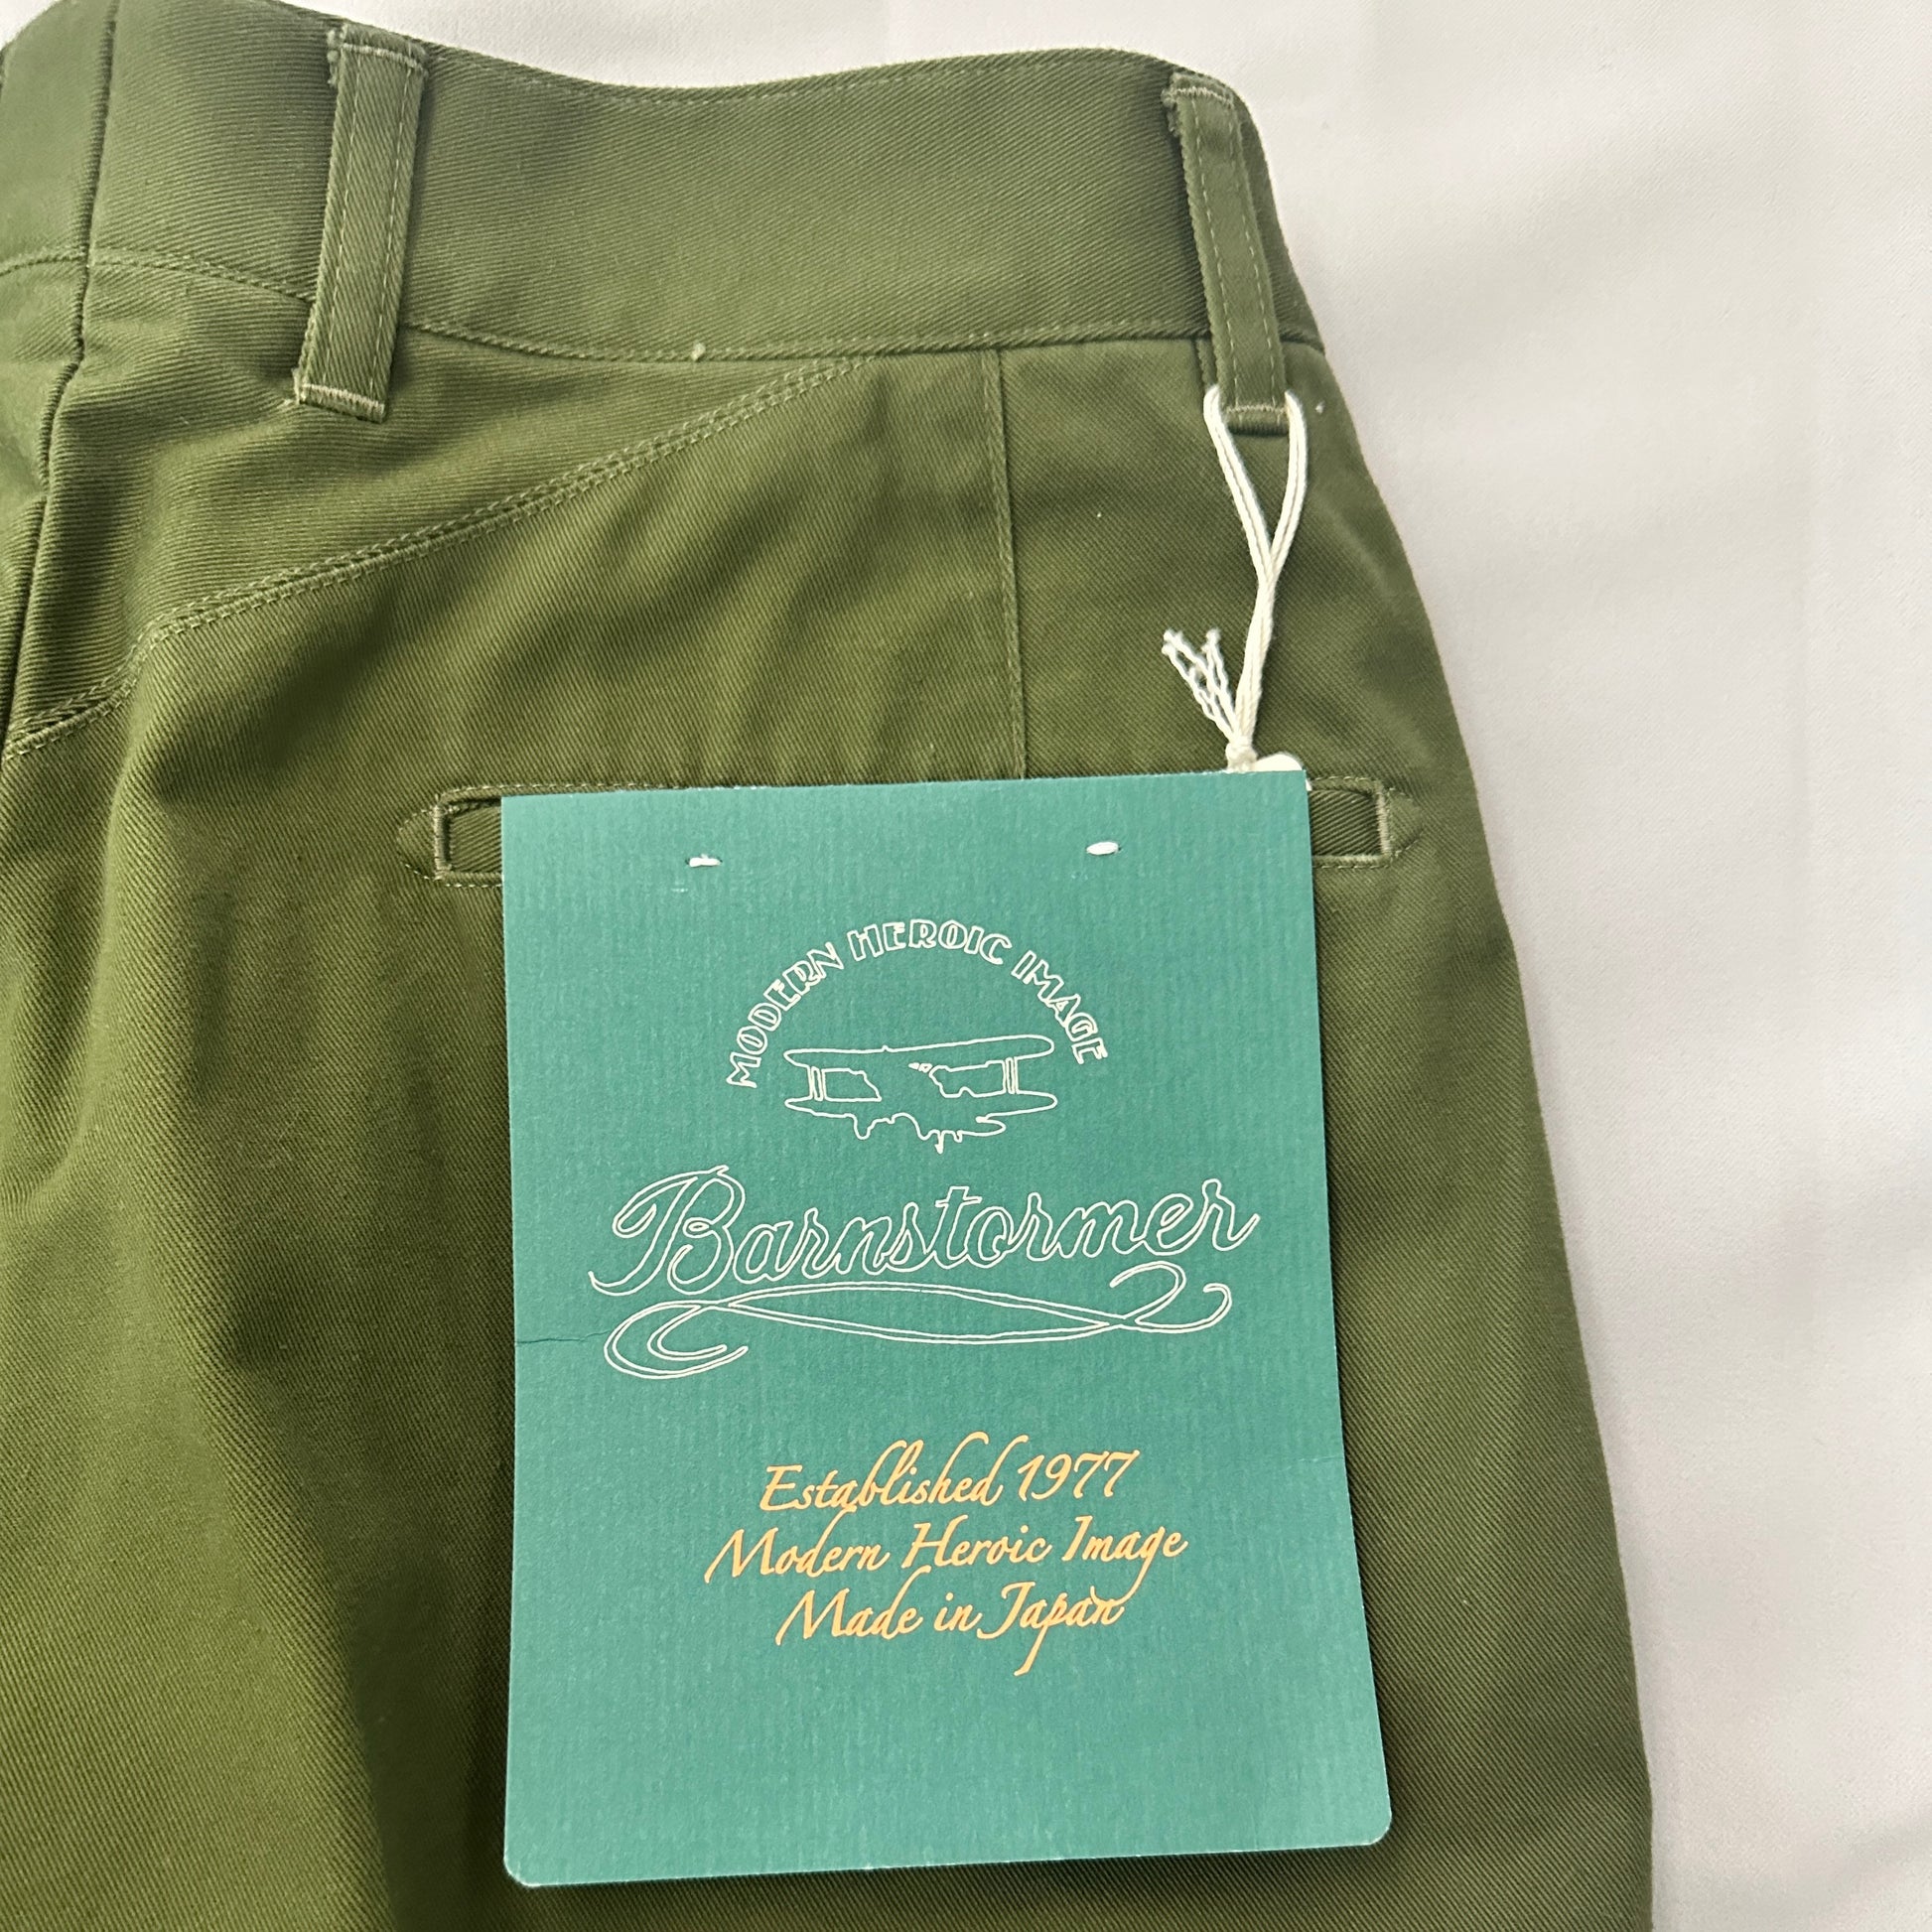 MODERN HEROIC IMAGE
Barnstormer
Established 1977
Modern Heroic Image
Made in Japan